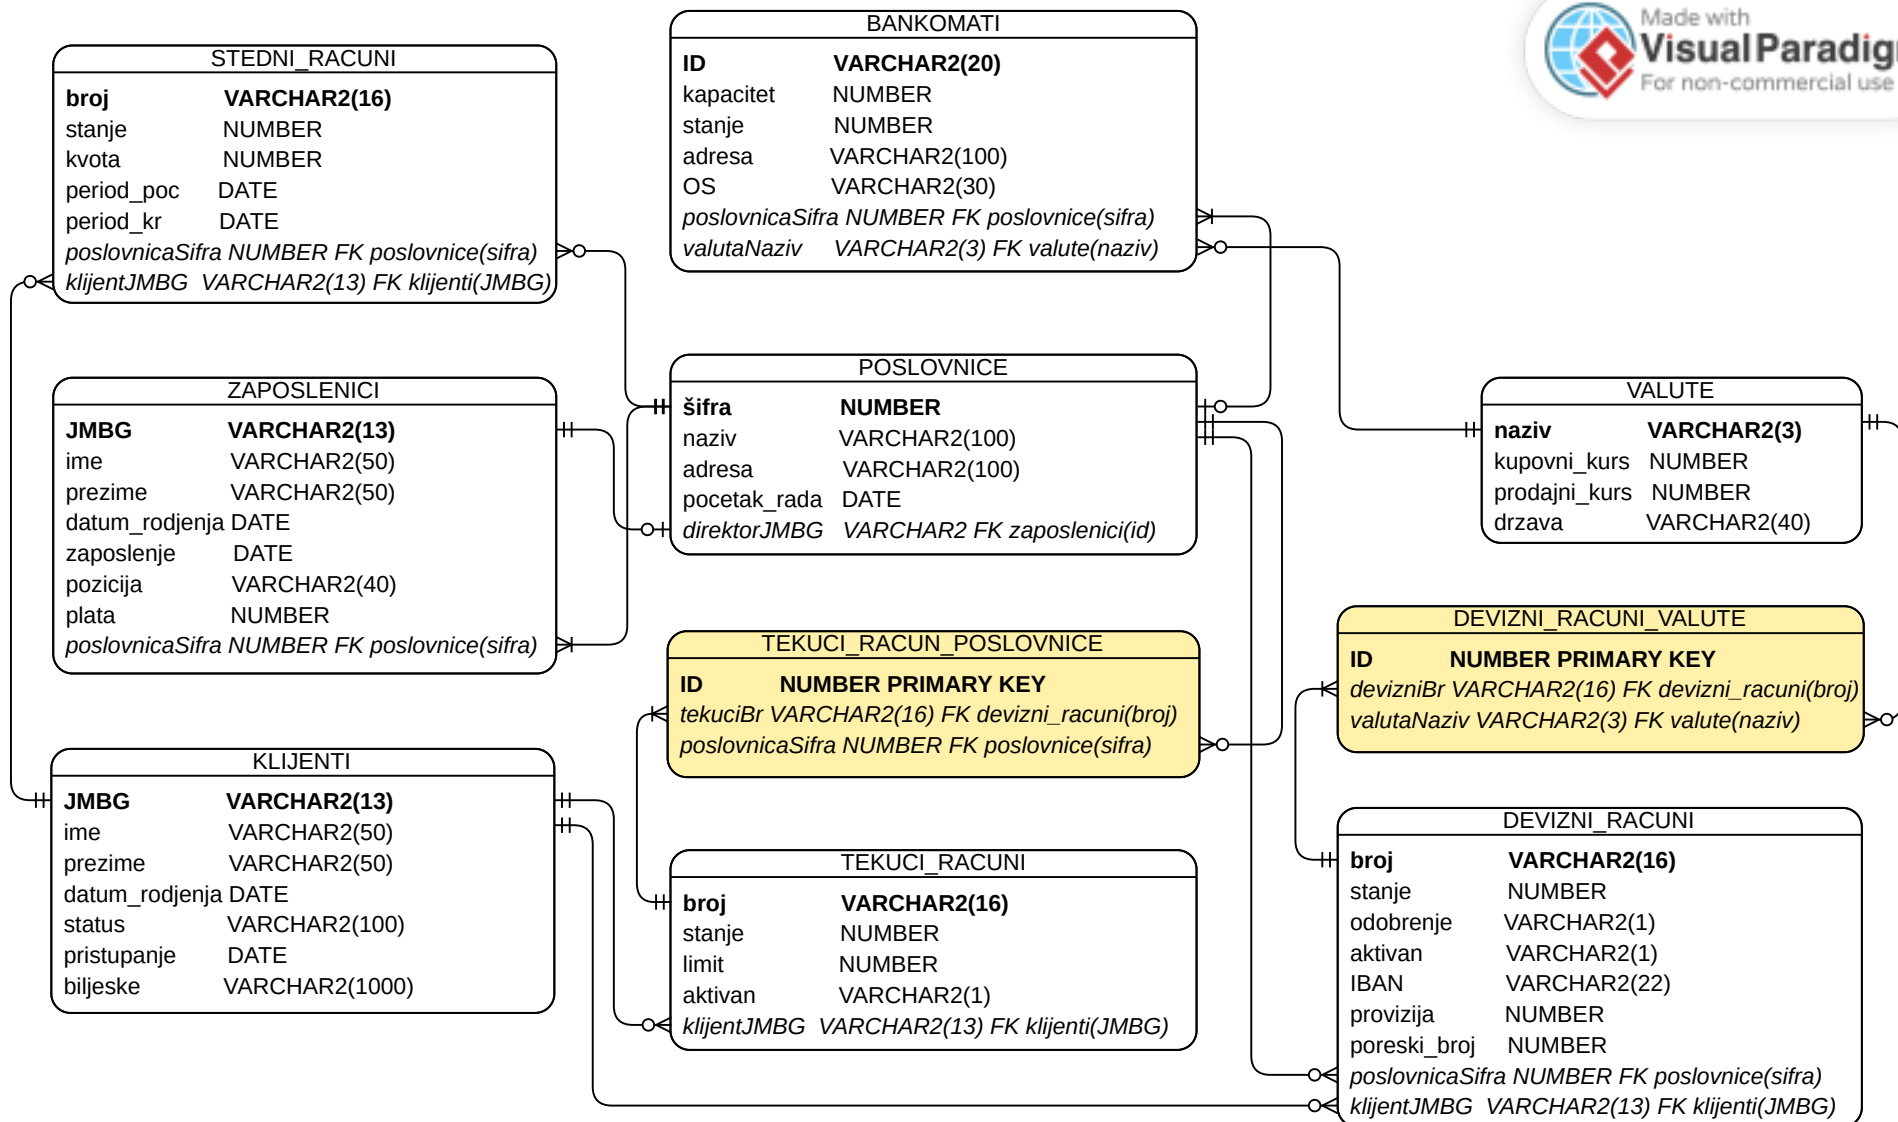 Made with
Visual Paradigm
For non-commercial use
STEDNI_RACUNI
broj VARCHAR2(16)
stanje NUMBER
kvota NUMBER
period_poc DATE
period_kr DATE
poslovnicaSifra NUMBER FK poslovnice(sifra)
klijentJMBG VARCHAR2(13) FK klijenti(JMBG)
BANKOMATI
ID VARCHAR2(20)
kapacitet NUMBER
stanje NUMBER
adresa VARCHAR2(100)
OS VARCHAR2(30)
poslovnicaSifra NUMBER FK poslovnice(sifra)
valutaNaziv VARCHAR2(3) FK valute(naziv)
ZAPOSLENICI
JMBG VARCHAR2(13)
ime VARCHAR2(50)
prezime VARCHAR2(50)
datum_rodjenja DATE
zaposlenje DATE
pozicija VARCHAR2(40)
plata NUMBER
poslovnicaSifra NUMBER FK poslovnice(sifra)
POSLOVNICE
šifra NUMBER
naziv VARCHAR2(100)
adresa VARCHAR2(100)
pocetak_rada DATE
direktorJMBG VARCHAR2 FK zaposlenici(id)
VALUTE
naziv VARCHAR2(3)
kupovni_kurs NUMBER
prodajni_kurs NUMBER
drzava VARCHAR2(40)
TEKUCI_RACUN_POSLOVNICE
ID NUMBER PRIMARY KEY
tekuciBr VARCHAR2(16) FK devizni_racuni(broj)
poslovnicaSifra NUMBER FK poslovnice(sifra)
DEVIZNI_RACUNI_VALUTE
ID NUMBER PRIMARY KEY
devizniBr VARCHAR2(16) FK devizni_racuni(broj)
valutaNaziv VARCHAR2(3) FK valute(naziv)
KLIJENTI
JMBG VARCHAR2(13)
ime VARCHAR2(50)
prezime VARCHAR2(50)
datum_rodjenja DATE
status VARCHAR2(100)
pristupanje DATE
biljeske VARCHAR2(1000)
TEKUCI_RACUNI
broj VARCHAR2(16)
stanje NUMBER
limit NUMBER
aktivan VARCHAR2(1)
klijentJMBG VARCHAR2(13) FK klijenti(JMBG)
DEVIZNI_RACUNI
broj VARCHAR2(16)
stanje NUMBER
odobrenje VARCHAR2(1)
aktivan VARCHAR2(1)
IBAN VARCHAR2(22)
provizija NUMBER
poreski_broj NUMBER
poslovnicaSifra NUMBER FK poslovnice(sifra)
klijentJMBG VARCHAR2(13) FK klijenti(JMBG)